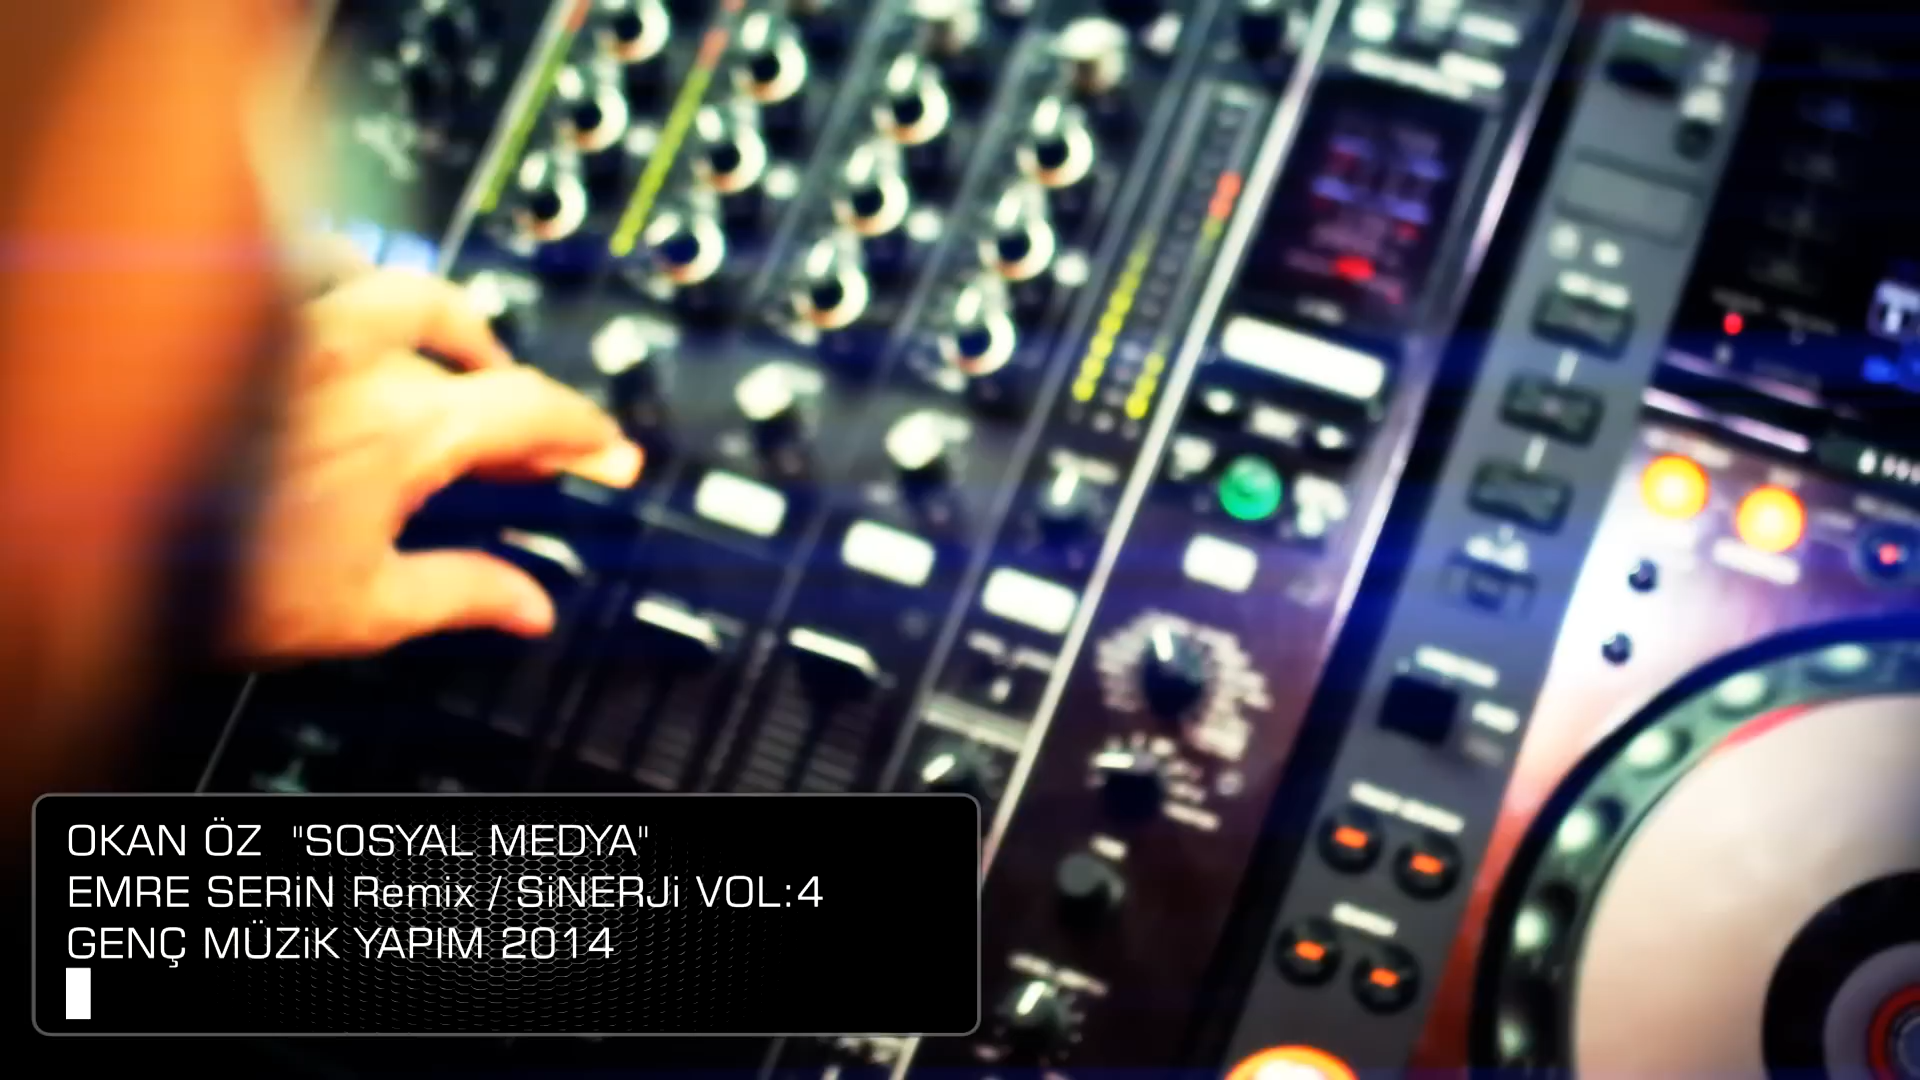 OKAN ÖZ  "SOSYAL MEDYA"
EMRE SERiN Remix / SiNERJi VOL:4
GENÇ MÜZiK YAPIM 2014